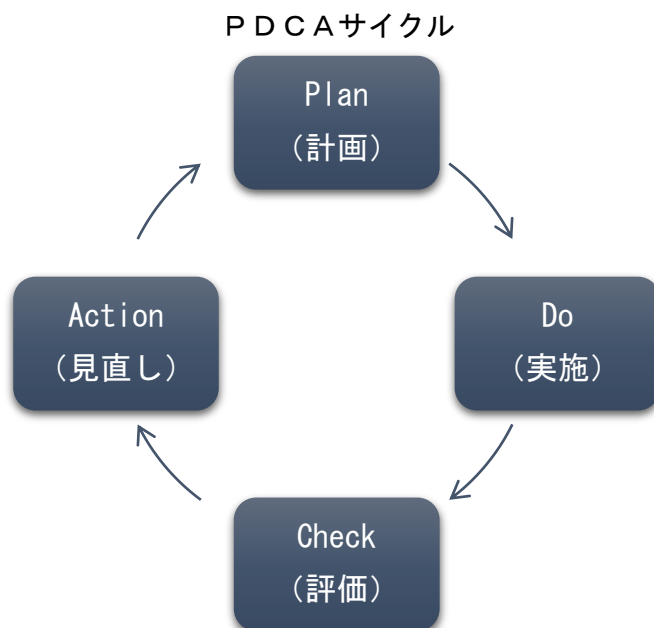 ＰＤＣＡサイクル
Plan
（計画）
Do
（実施）
Check
（評価）
Action
（見直し）